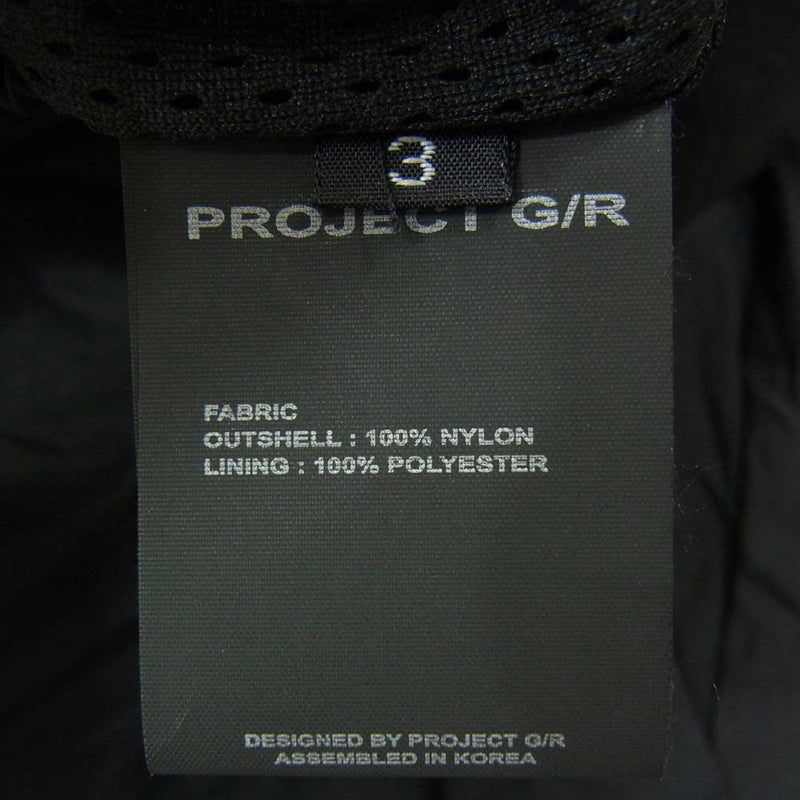 3
PROJECT G/R
FABRIC
OUTSHELL : 100% NYLON
LINING : 100% POLYESTER
DESIGNED BY PROJECT G/R
ASSEMBLED IN KOREA